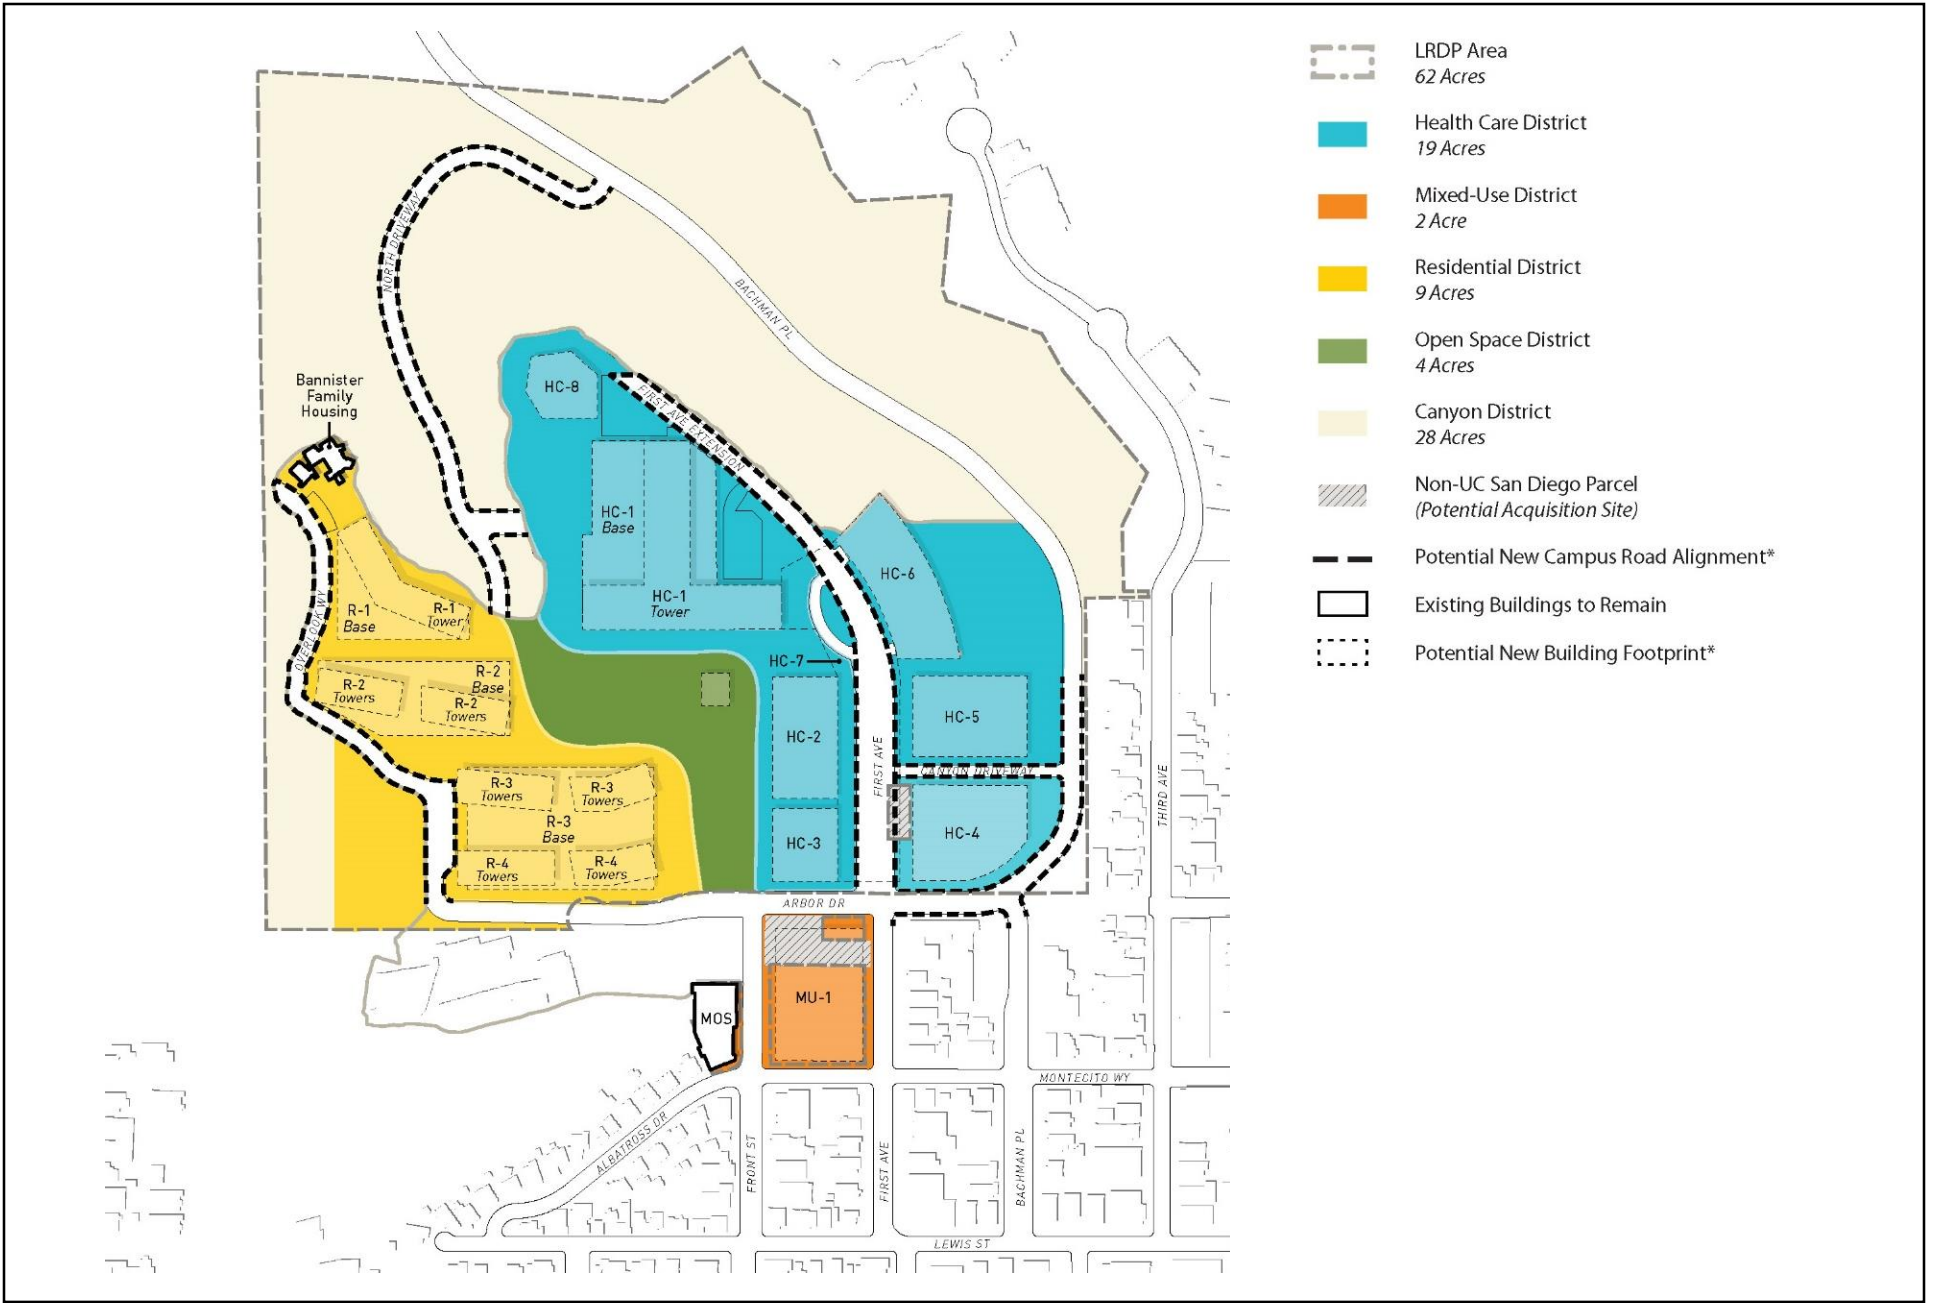 LRDP Area
62 Acres
Health Care District
19 Acres
Mixed-Use District
2 Acre
Residential District
9 Acres
Open Space District
4 Acres
Canyon District
28 Acres
Non-UC San Diego Parcel
(Potential Acquisition Site)
Potential New Campus Road Alignment*
Existing Buildings to Remain
Potential New Building Footprint*
NORTH DRIVEWAY
BACHMAN PL
Bannister
Family
Housing
HC-8
FIRST AVE EXTENSION
HC-1
Base
HC-1
Tower
HC-6
OVERLOOK WY
R-1
Base
R-1
Tower
R-2
Towers
R-2
Base
R-2
Towers
HC-7
HC-2
HC-5
FIRST AVE
CANYON DRIVEWAY
THIRD AVE
R-3
Towers
R-3
Towers
R-3
Base
R-4
Towers
R-4
Towers
HC-3
HC-4
ARBOR DR
MU-1
MOS
MONTECITO WY
ALBATROSS DR
FRONT ST
FIRST AVE
BACHMAN PL
LEWIS ST